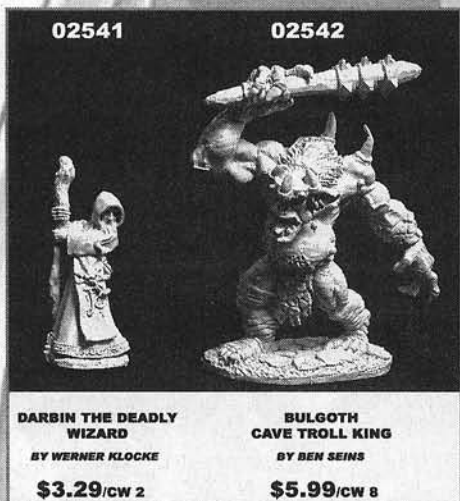 02541
02542
DARBIN THE DEADLY
WIZARD
BY WERNER KLOCKE
$3.29/CW 2
BULGOTH
CAVE TROLL KING
BY BEN SEINS
$5.99/CW 8